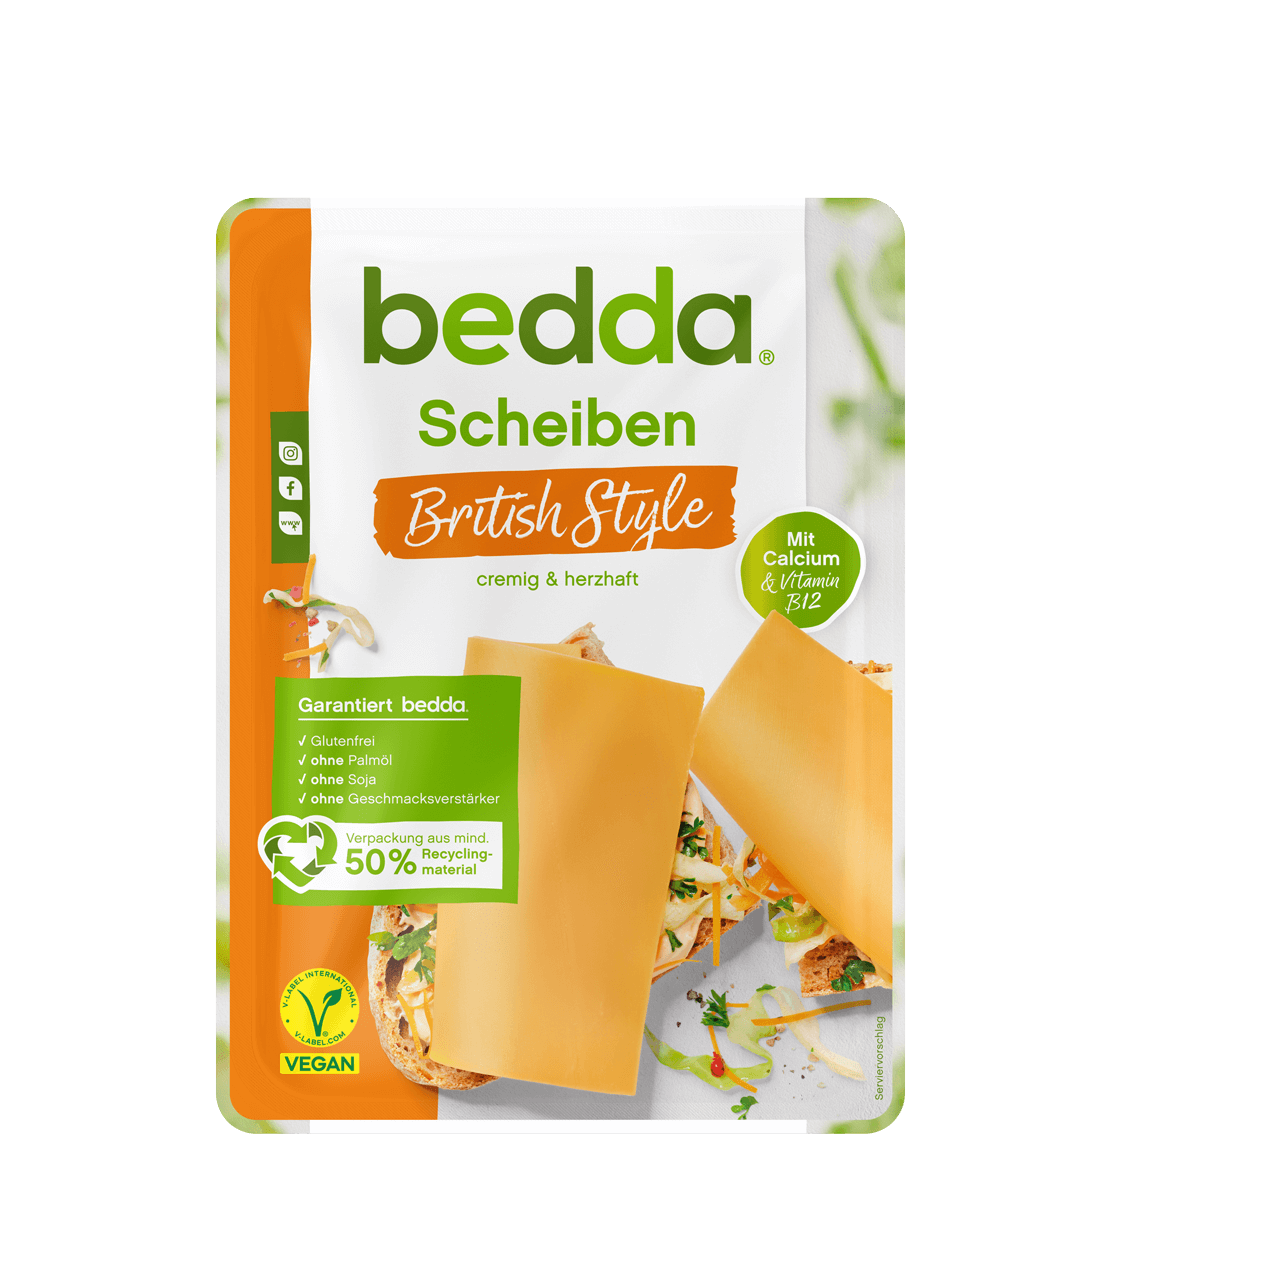 bedda®
Scheiben
British Style
cremig & herzhaft
Mit
Calcium
& Vitamin
B12
www
Garantiert bedda.
✓ Glutenfrei
✓ ohne Palmöl
✓ ohne Soja
✓ ohne Geschmacksverstärker
Verpackung aus mind.
50% Recycling-
material
V-LABEL INTERNATIONAL
V-LABEL.COM
VEGAN
Serviervorschlag